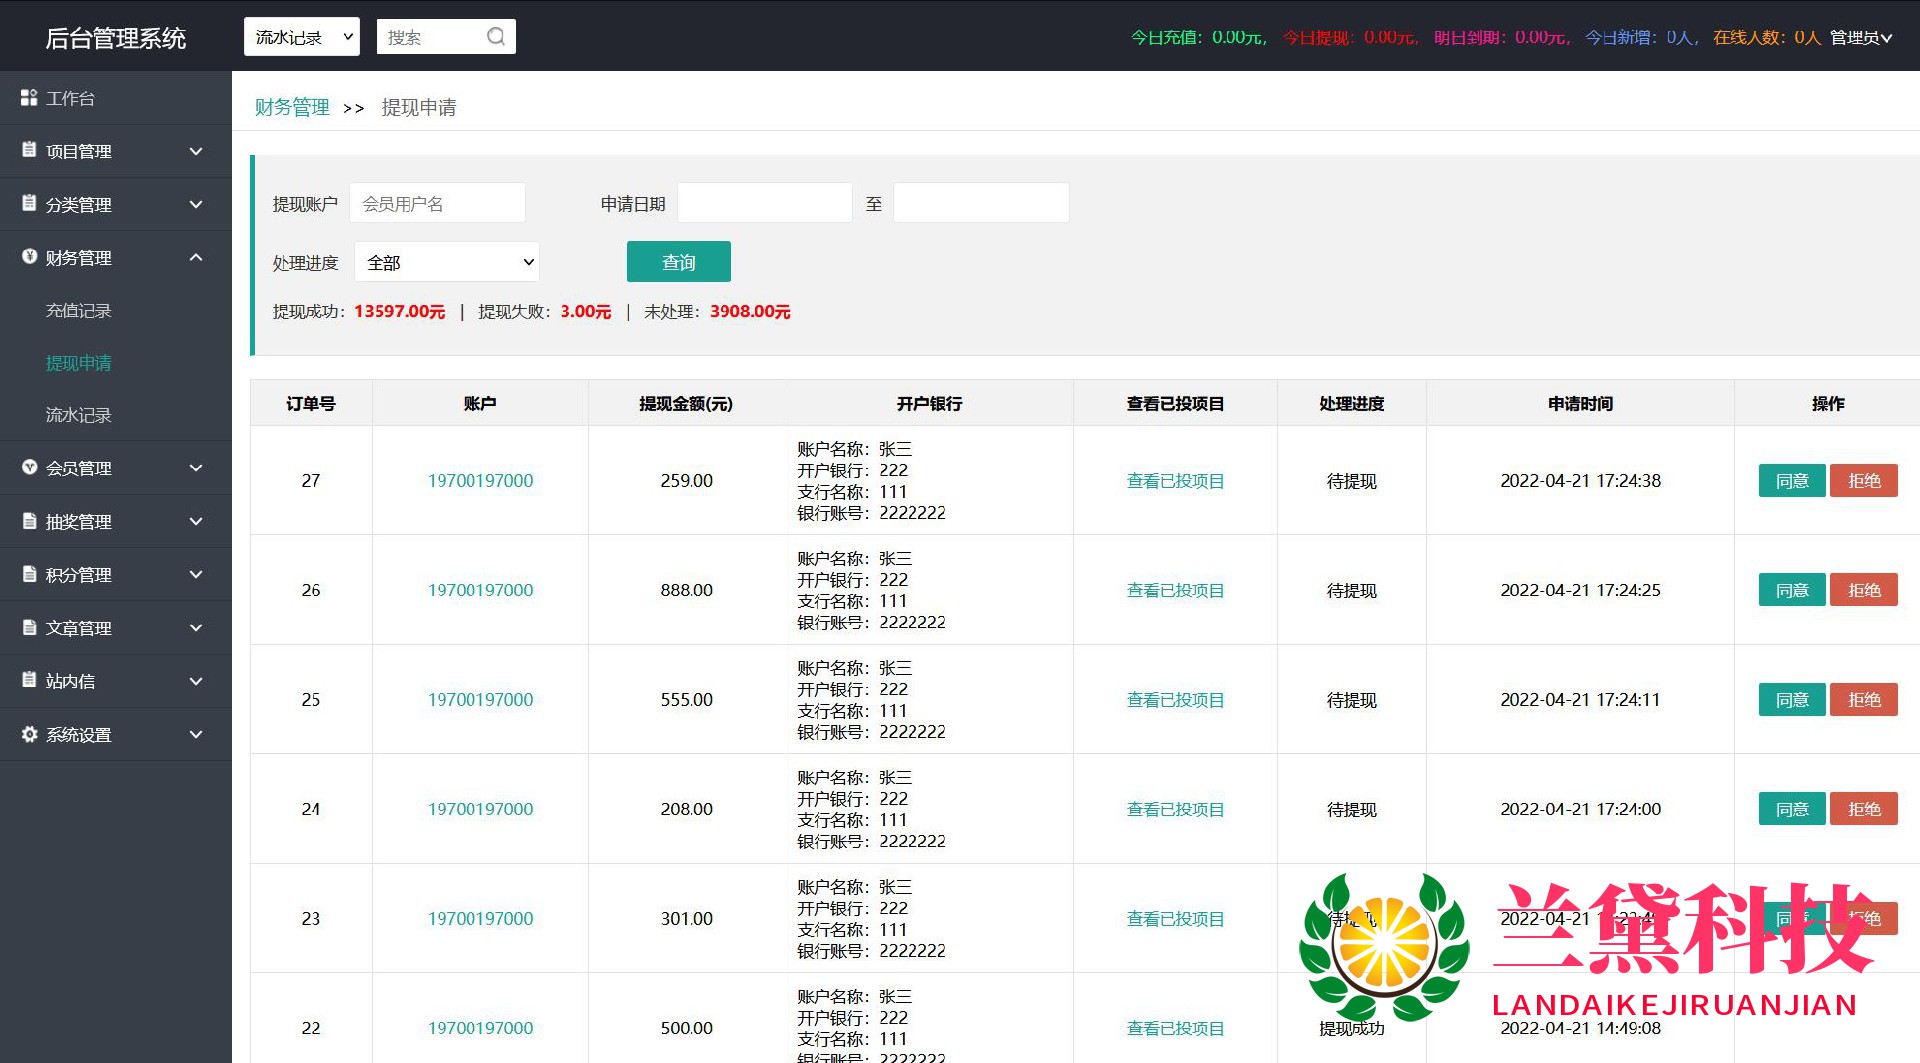 后台管理系统
流水记录
搜索
今日充值：0.00元， 今日提现：0.00元， 明日到期：0.00元， 今日新增：0人， 在线人数：0人 管理员
工作台
项目管理
分类管理
财务管理
充值记录
提现申请
流水记录
会员管理
抽奖管理
积分管理
文章管理
站内信
系统设置
财务管理 >> 提现申请
提现账户 会员用户名 申请日期 至
处理进度 全部 查询
提现成功：13597.00元 | 提现失败：3.00元 | 未处理：3908.00元
订单号 账户 提现金额(元) 开户银行 查看已投项目 处理进度 申请时间 操作
27 19700197000 259.00
账户名称：张三
开户银行：222
支行名称：111
银行账号：2222222
查看已投项目 待提现 2022-04-21 17:24:38 同意 拒绝
26 19700197000 888.00
账户名称：张三
开户银行：222
支行名称：111
银行账号：2222222
查看已投项目 待提现 2022-04-21 17:24:25 同意 拒绝
25 19700197000 555.00
账户名称：张三
开户银行：222
支行名称：111
银行账号：2222222
查看已投项目 待提现 2022-04-21 17:24:11 同意 拒绝
24 19700197000 208.00
账户名称：张三
开户银行：222
支行名称：111
银行账号：2222222
查看已投项目 待提现 2022-04-21 17:24:00 同意 拒绝
23 19700197000 301.00
账户名称：张三
开户银行：222
支行名称：111
银行账号：2222222
查看已投项目 待提现 2022-04-21 同意 拒绝
22 19700197000 500.00
账户名称：张三
开户银行：222
支行名称：111
银行账号：2222222
查看已投项目 提现成功 2022-04-21 14:49:08
兰黛科技
LANDAIKEJIRUANJIAN